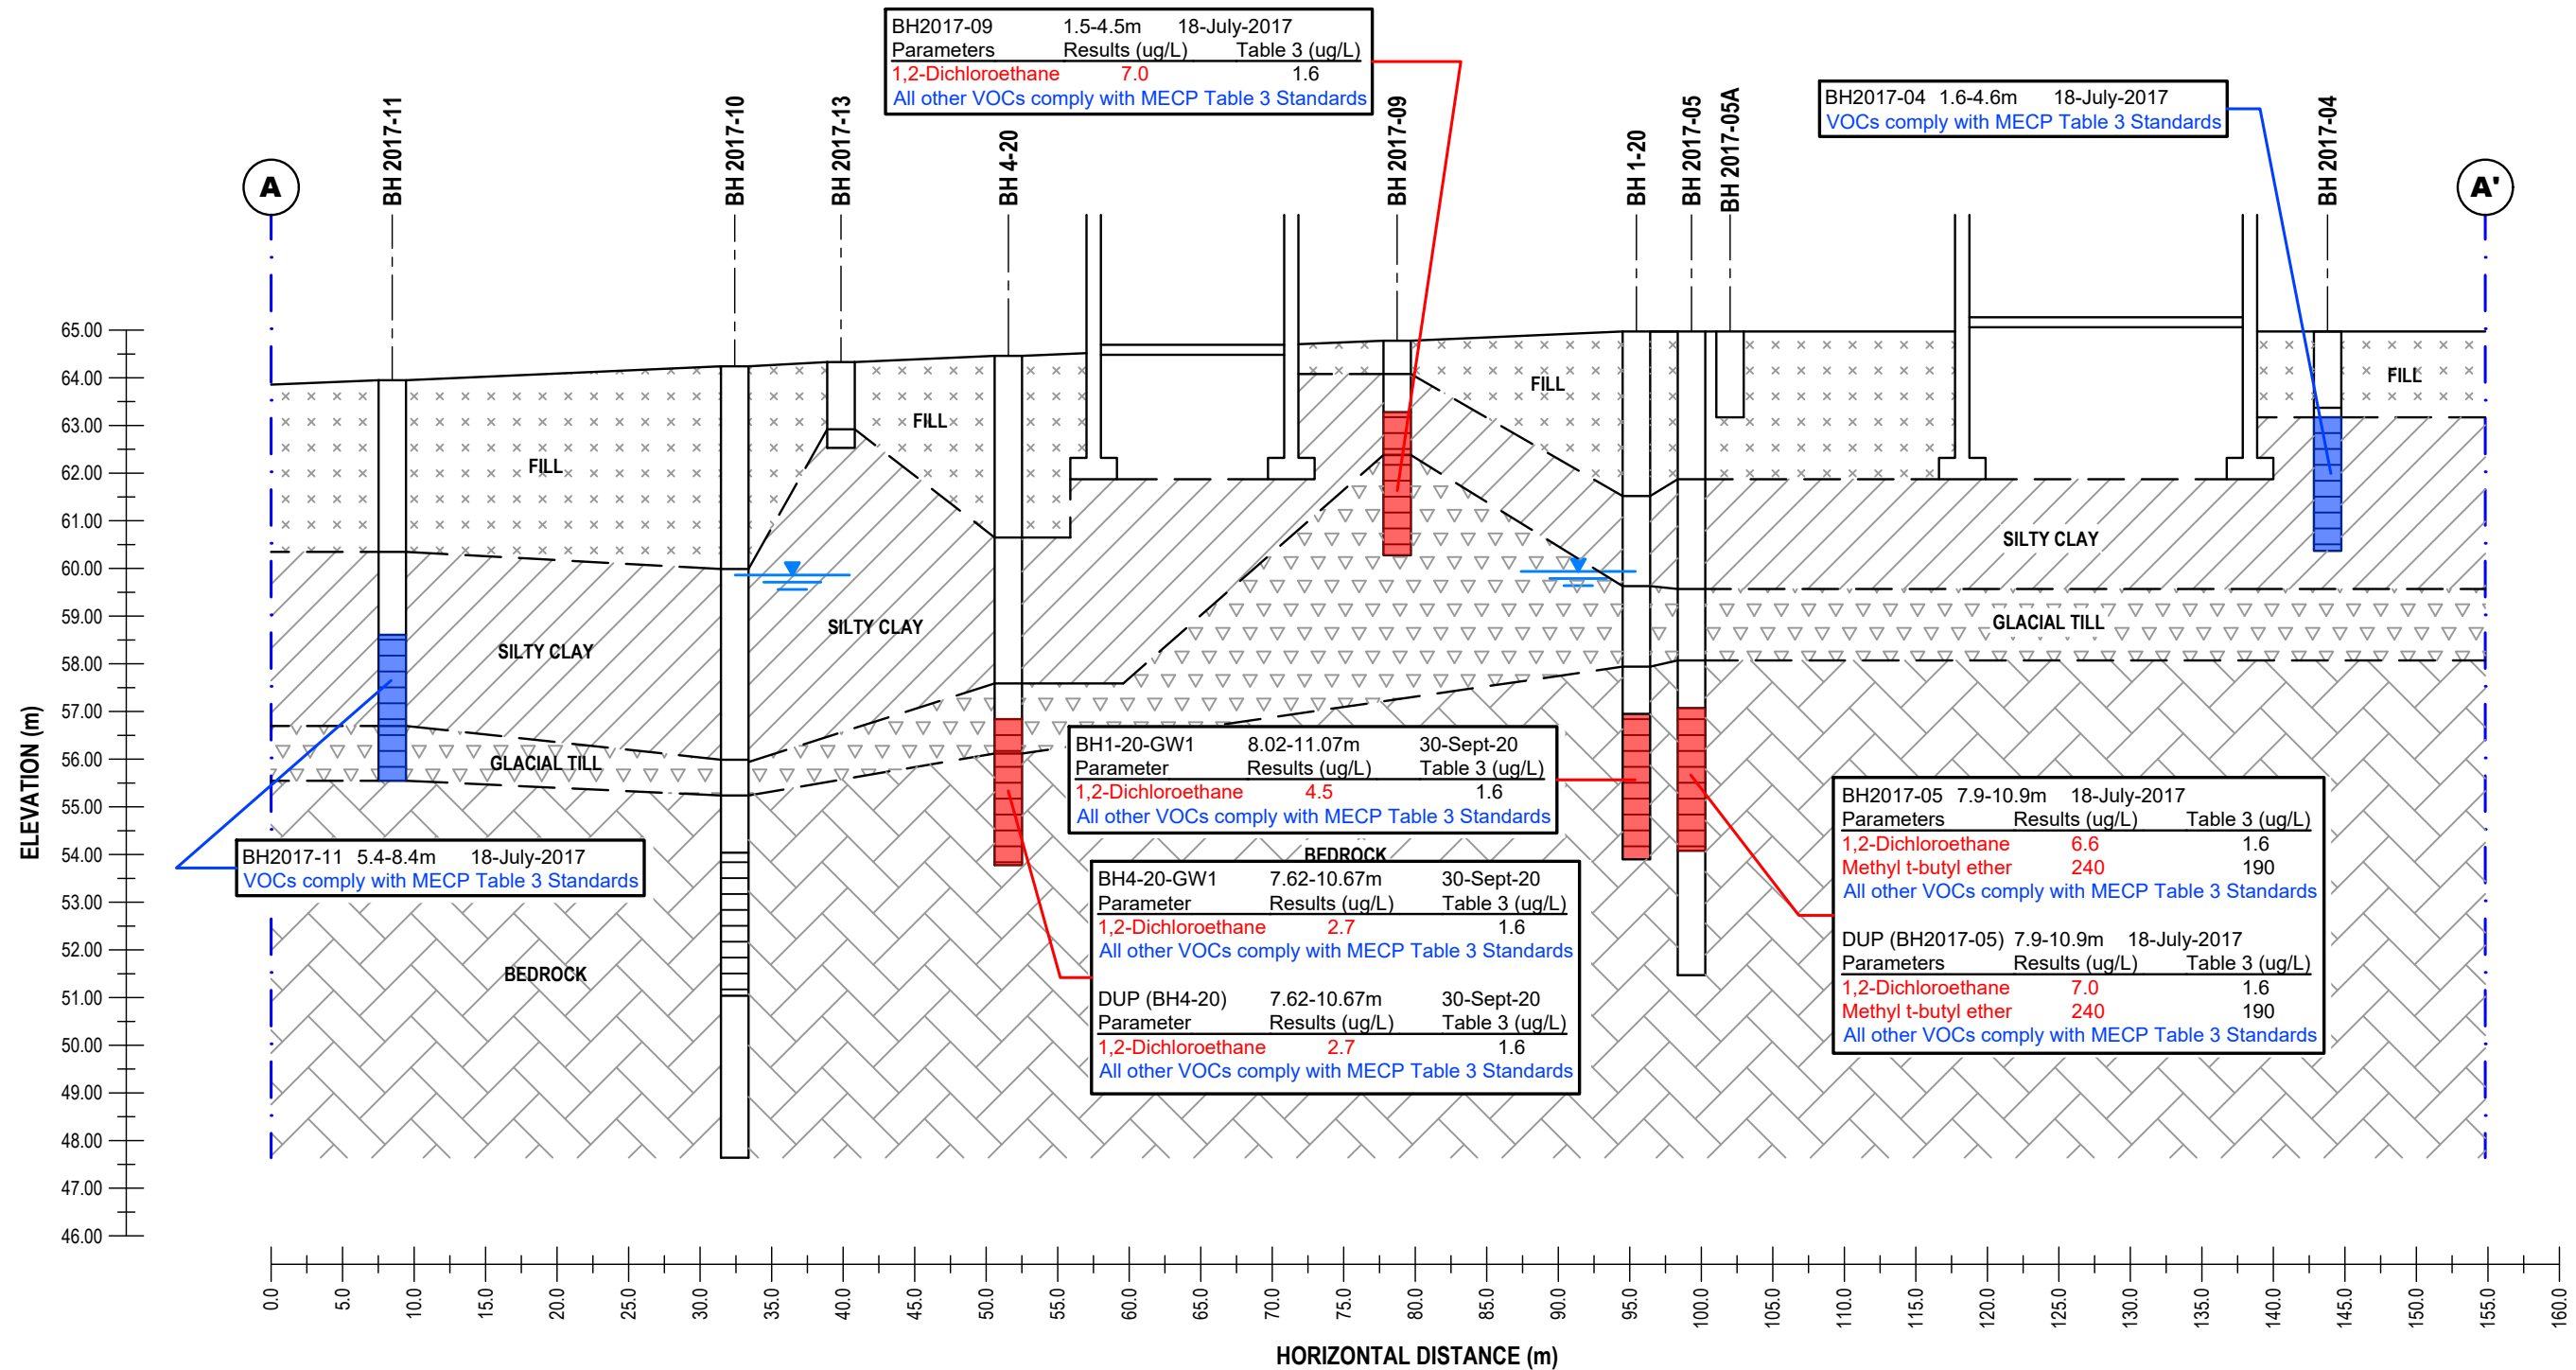 BH2017-09 1.5-4.5m 18-July-2017
Parameters Results (ug/L) Table 3 (ug/L)
1,2-Dichloroethane 7.0 1.6
All other VOCs comply with MECP Table 3 Standards
BH2017-04 1.6-4.6m 18-July-2017
VOCs comply with MECP Table 3 Standards
A
BH 2017-11
BH 2017-10
BH 2017-13
BH 4-20
BH 2017-09
BH 1-20
BH 2017-05
BH 2017-05A
BH 2017-04
A'
ELEVATION (m)
65.00
64.00
63.00
62.00
61.00
60.00
59.00
58.00
57.00
56.00
55.00
54.00
53.00
52.00
51.00
50.00
49.00
48.00
47.00
46.00
FILL
FILL
FILL
FILL
SILTY CLAY
SILTY CLAY
SILTY CLAY
GLACIAL TILL
GLACIAL TILL
BEDROCK
BEDROCK
BH1-20-GW1 8.02-11.07m 30-Sept-20
Parameter Results (ug/L) Table 3 (ug/L)
1,2-Dichloroethane 4.5 1.6
All other VOCs comply with MECP Table 3 Standards
BH2017-11 5.4-8.4m 18-July-2017
VOCs comply with MECP Table 3 Standards
BH4-20-GW1 7.62-10.67m 30-Sept-20
Parameter Results (ug/L) Table 3 (ug/L)
1,2-Dichloroethane 2.7 1.6
All other VOCs comply with MECP Table 3 Standards
DUP (BH4-20) 7.62-10.67m 30-Sept-20
Parameter Results (ug/L) Table 3 (ug/L)
1,2-Dichloroethane 2.7 1.6
All other VOCs comply with MECP Table 3 Standards
BH2017-05 7.9-10.9m 18-July-2017
Parameters Results (ug/L) Table 3 (ug/L)
1,2-Dichloroethane 6.6 1.6
Methyl t-butyl ether 240 190
All other VOCs comply with MECP Table 3 Standards
DUP (BH2017-05) 7.9-10.9m 18-July-2017
Parameters Results (ug/L) Table 3 (ug/L)
1,2-Dichloroethane 7.0 1.6
Methyl t-butyl ether 240 190
All other VOCs comply with MECP Table 3 Standards
0.0 5.0 10.0 15.0 20.0 25.0 30.0 35.0 40.0 45.0 50.0 55.0 60.0 65.0 70.0 75.0 80.0 85.0 90.0 95.0 100.0 105.0 110.0 115.0 120.0 125.0 130.0 135.0 140.0 145.0 150.0 155.0 160.0
HORIZONTAL DISTANCE (m)